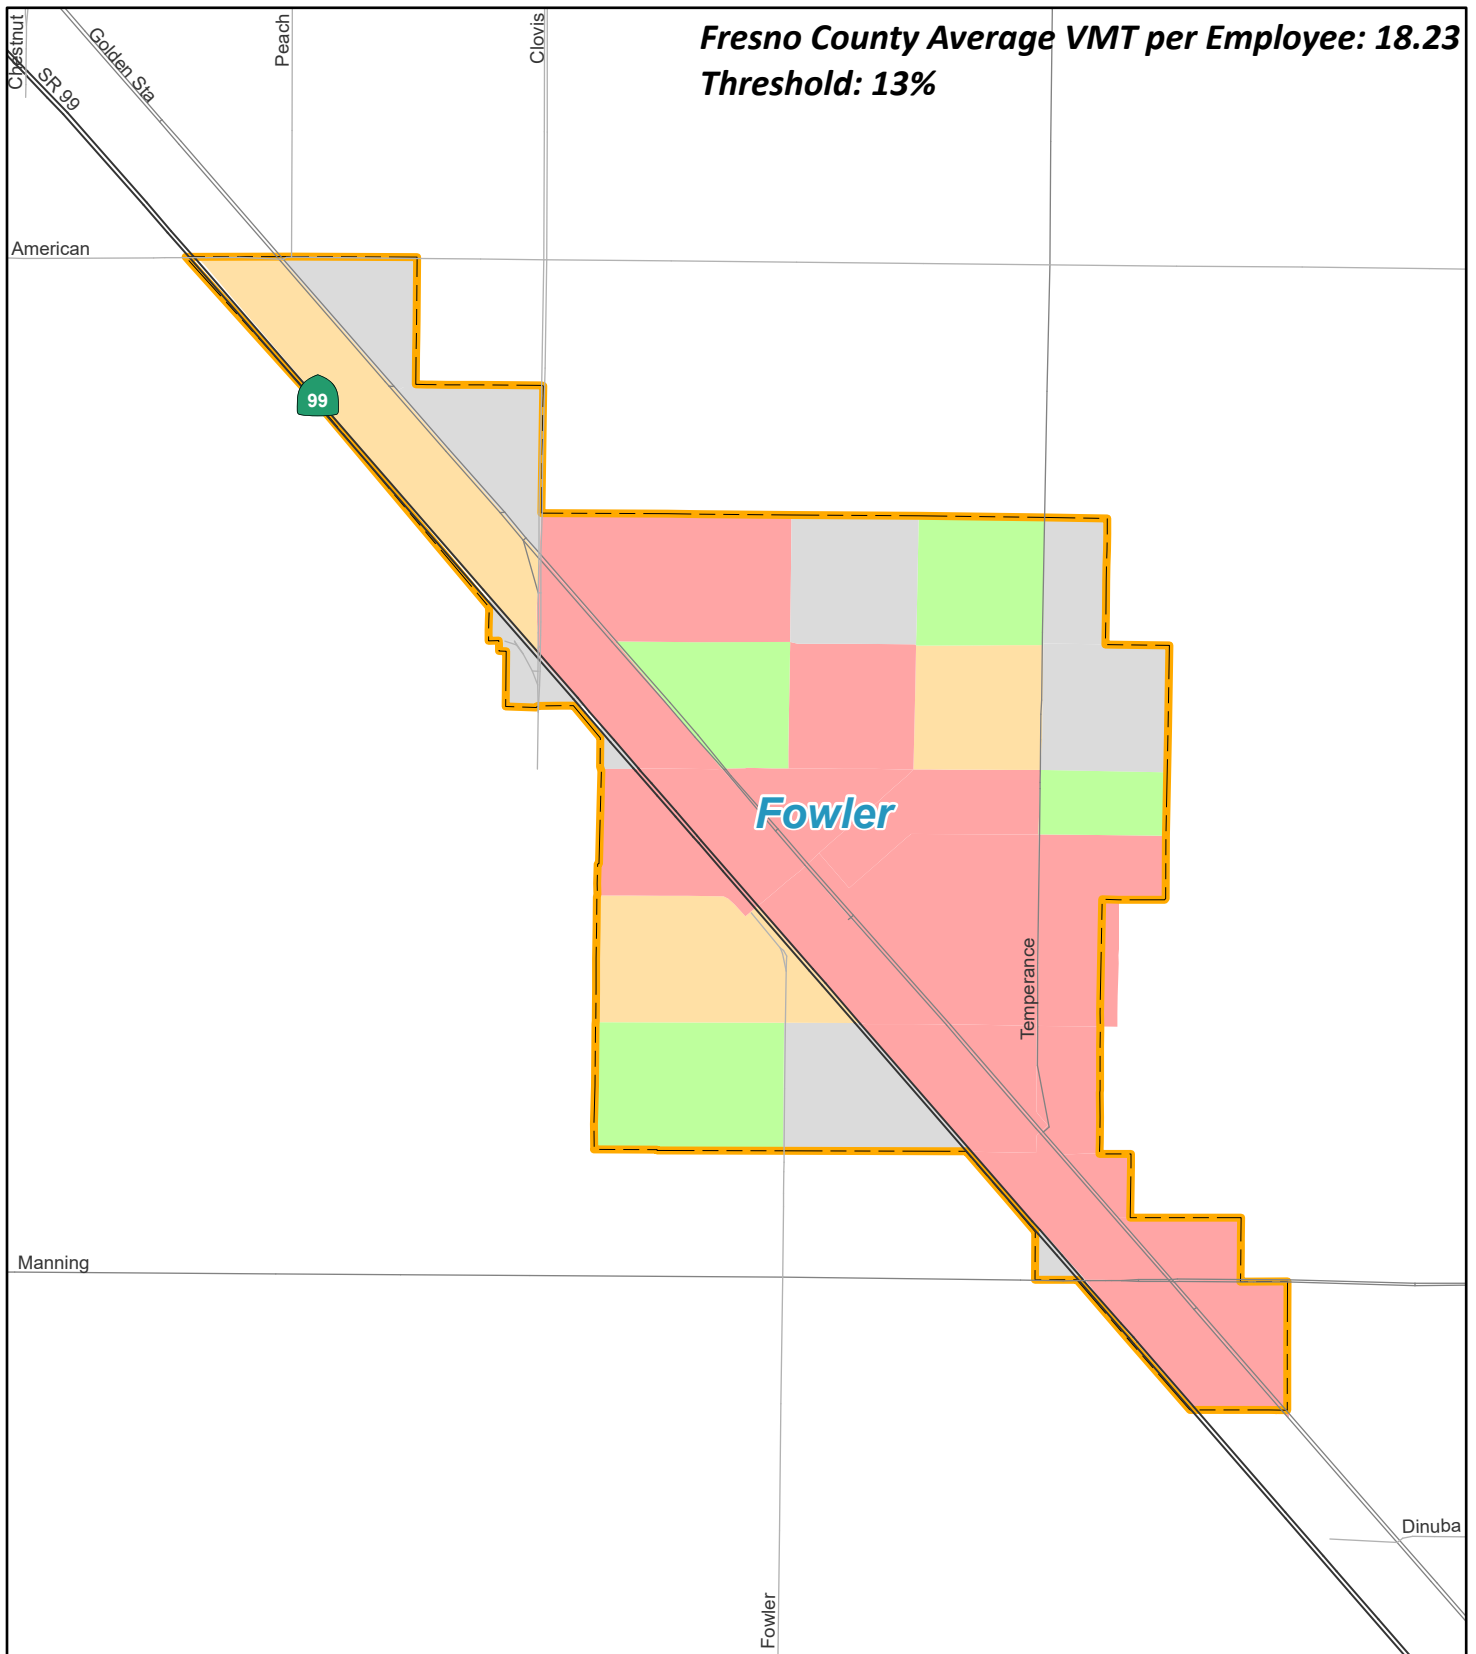 Fresno County Average VMT per Employee: 18.23
Threshold: 13%
Chestnut
Golden Sta
SR 99
Peach
Clovis
American
99
Fowler
Temperance
Manning
Dinuba
Fowler